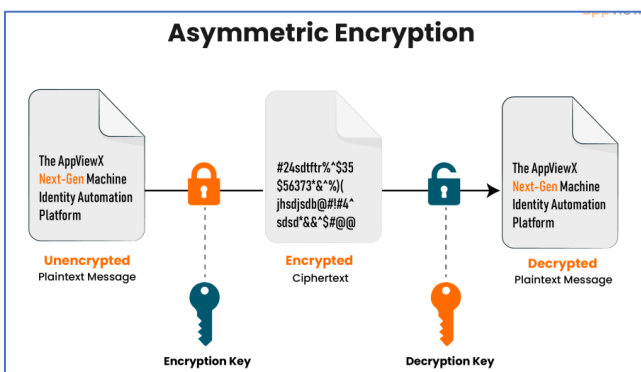 Asymmetric Encryption
The AppViewX
Next-Gen Machine
Identity Automation
Platform
Unencrypted
Plaintext Message
#24sdtftr%^$35
$56373*&^%)(
jhsdjsdb@#!#4^
sdsd*&&^$#@@
Encrypted
Ciphertext
The AppViewX
Next-Gen Machine
Identity Automation
Platform
Decrypted
Plaintext Message
Encryption Key
Decryption Key